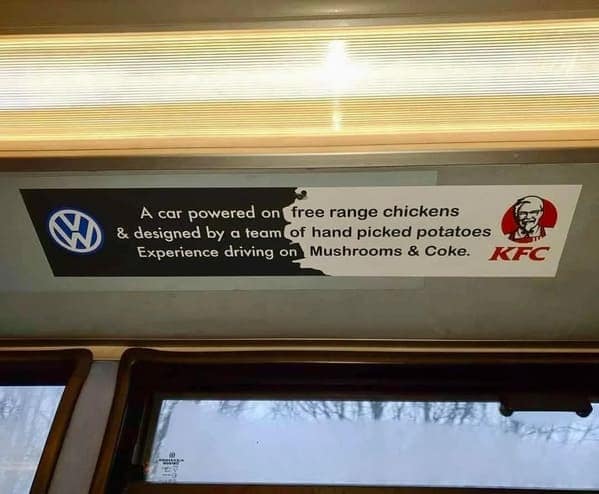 VW
A car powered on free range chickens
& designed by a team of hand picked potatoes
Experience driving on Mushrooms & Coke.
KFC